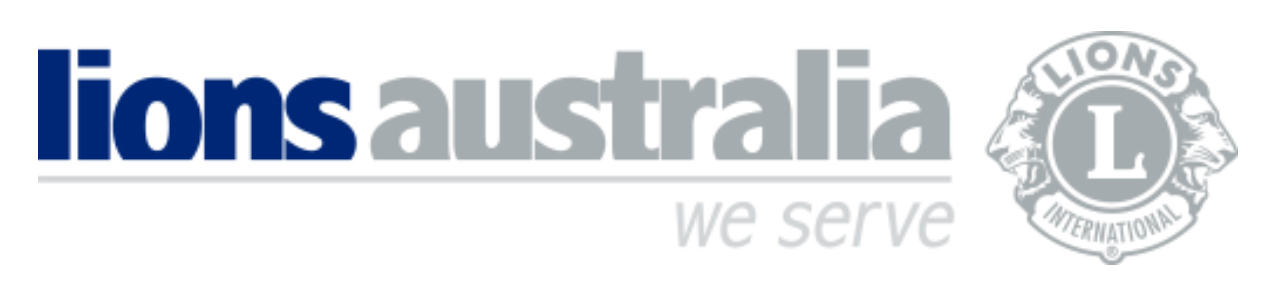 lions australia
we serve
LIONS
L
INTERNATIONAL
®